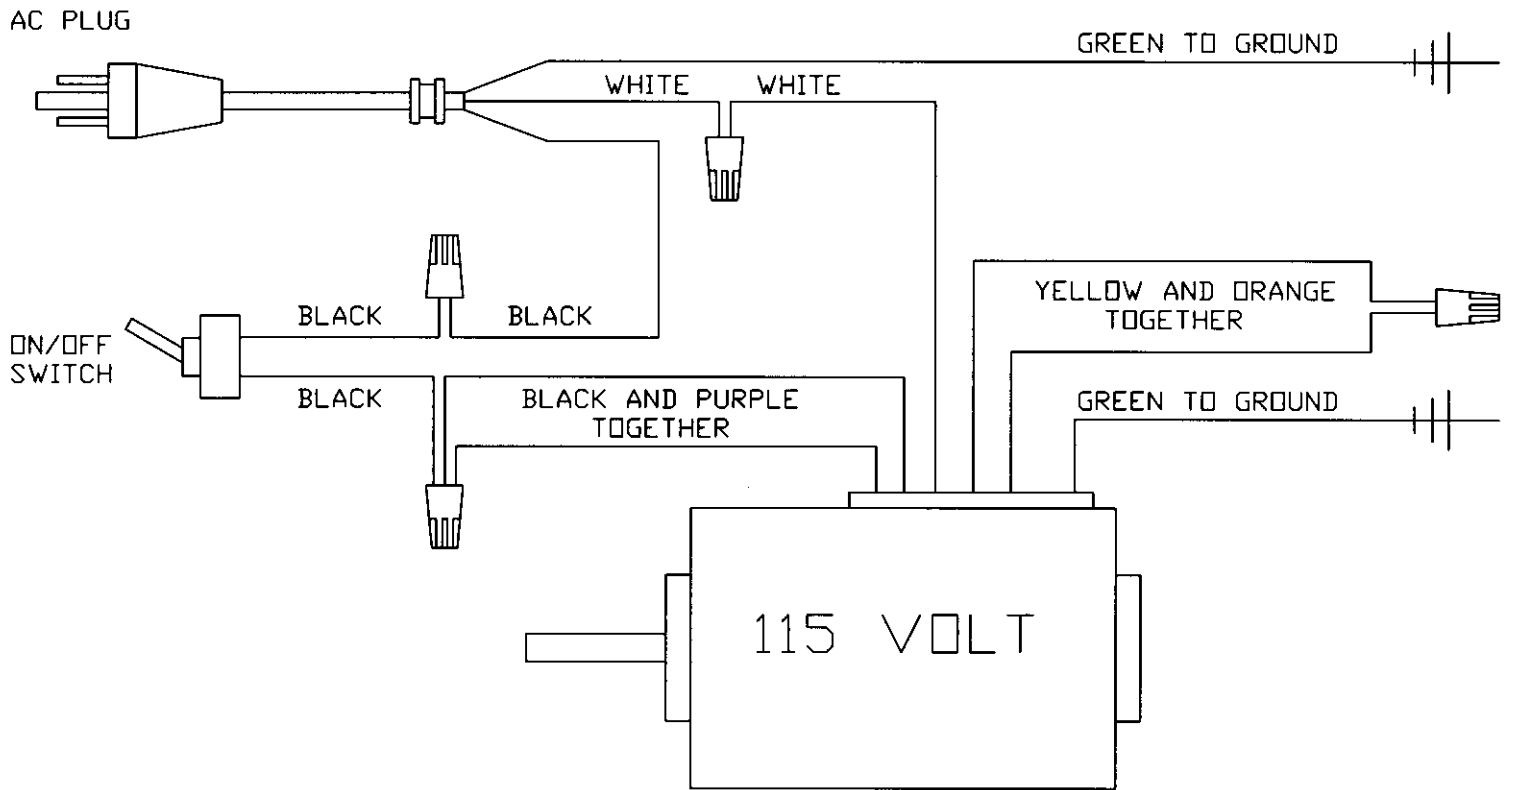 AC PLUG
GREEN TO GROUND
WHITE
WHITE
BLACK
BLACK
ON/OFF
SWITCH
YELLOW AND ORANGE
TOGETHER
BLACK
BLACK AND PURPLE
TOGETHER
GREEN TO GROUND
115 VOLT